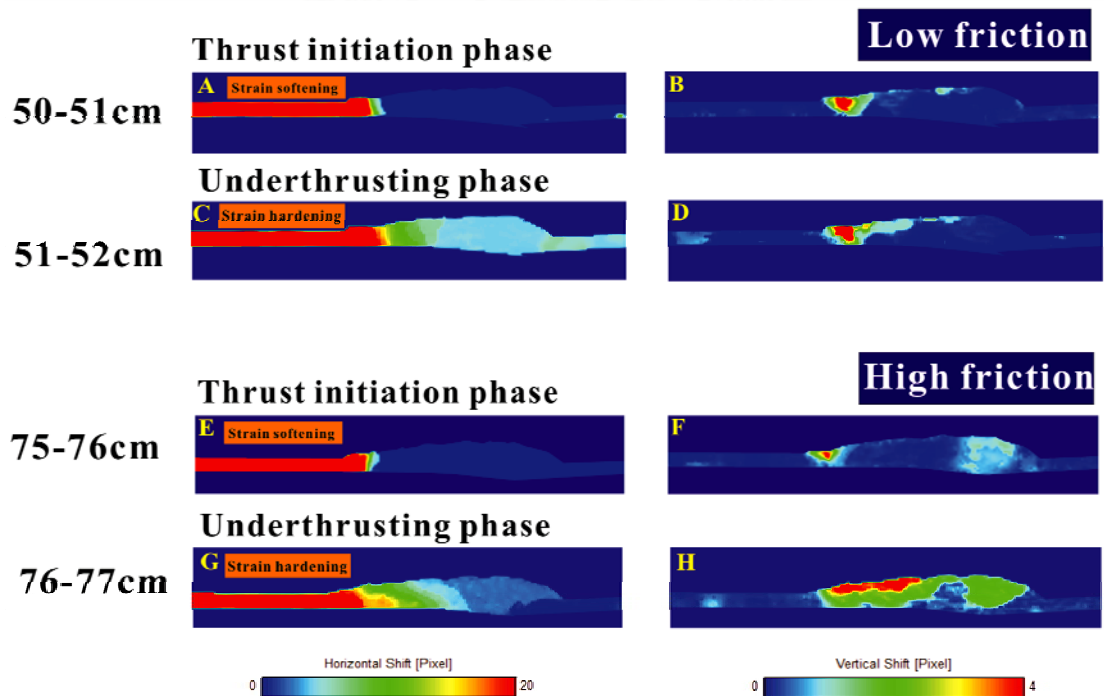 Thrust initiation phase
Low friction
50-51cm
A
Strain softening
B
Underthrusting phase
51-52cm
C
Strain hardening
D
Thrust initiation phase
High friction
75-76cm
E
Strain softening
F
Underthrusting phase
76-77cm
G
Strain hardening
H
Horizontal Shift [Pixel]
0
20
Vertical Shift [Pixel]
0
4